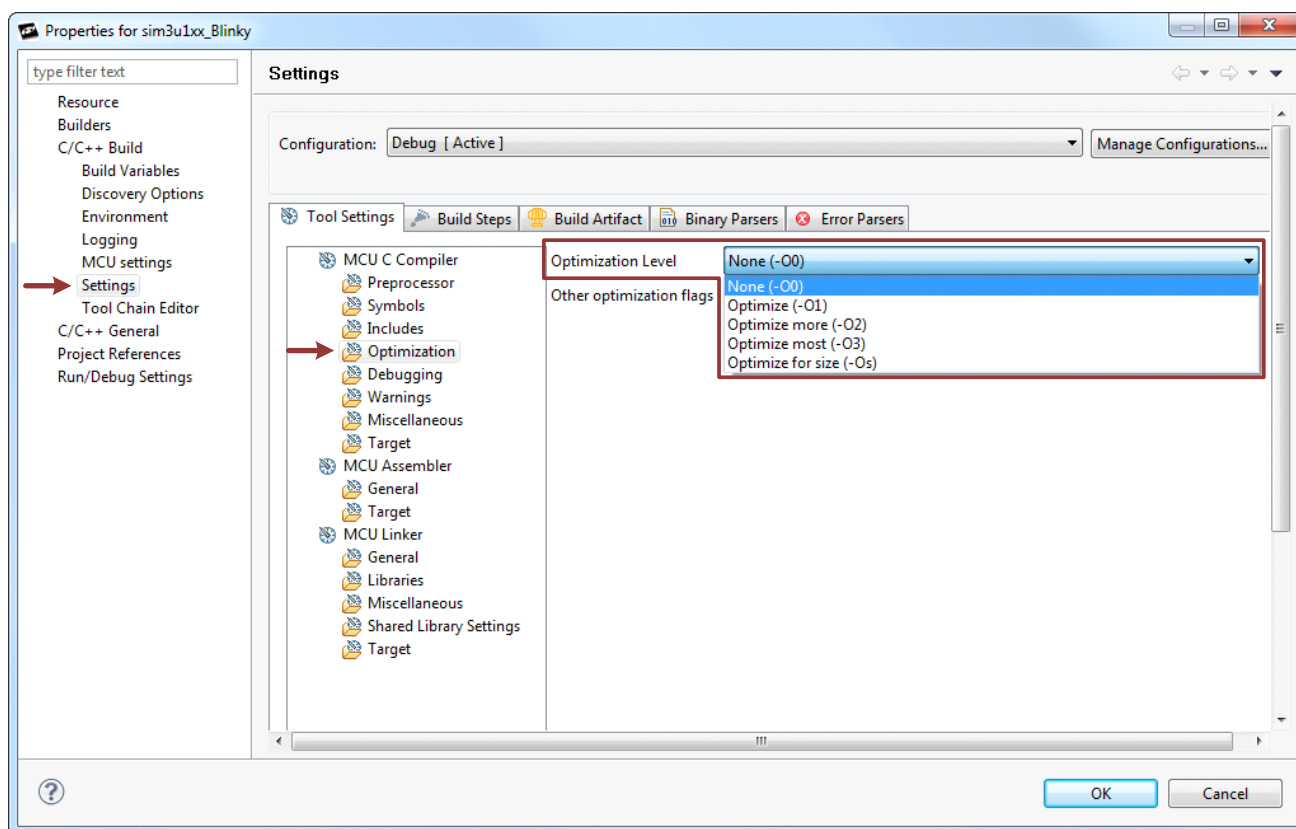 Properties for sim3u1xx_Blinky
type filter text
Resource
Builders
C/C++ Build
Build Variables
Discovery Options
Environment
Logging
MCU settings
Settings
Tool Chain Editor
C/C++ General
Project References
Run/Debug Settings
Settings
Configuration:
Debug [ Active ]
Manage Configurations...
Tool Settings
Build Steps
Build Artifact
Binary Parsers
Error Parsers
MCU C Compiler
Preprocessor
Symbols
Includes
Optimization
Debugging
Warnings
Miscellaneous
Target
MCU Assembler
General
Target
MCU Linker
General
Libraries
Miscellaneous
Shared Library Settings
Target
Optimization Level
None (-O0)
Other optimization flags
None (-O0)
Optimize (-O1)
Optimize more (-O2)
Optimize most (-O3)
Optimize for size (-Os)
OK
Cancel